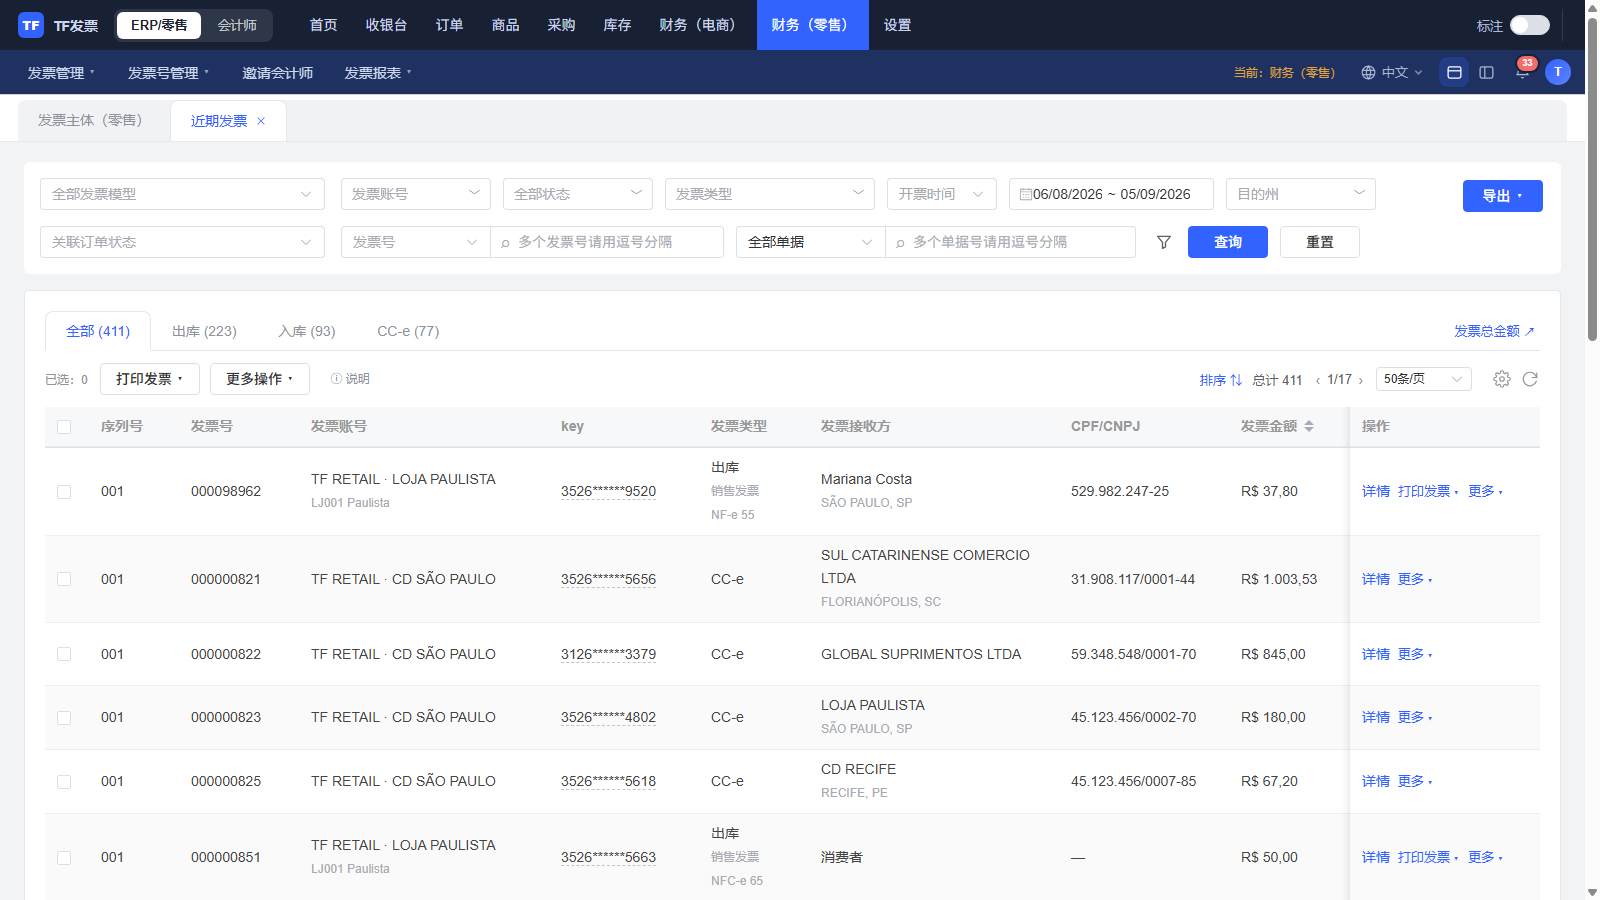 TF TF发票 ERP/零售 会计师 首页 收银台 订单 商品 采购 库存 财务（电商） 财务（零售） 设置 标注
发票管理 发票号管理 邀请会计师 发票报表 当前：财务（零售） 中文 33 T
发票主体（零售） 近期发票 ×
全部发票模型 发票账号 全部状态 发票类型 开票时间 06/08/2026 ~ 05/09/2026 目的州 导出
关联订单状态 发票号 多个发票号请用逗号分隔 全部单据 多个单据号请用逗号分隔 查询 重置
全部 (411) 出库 (223) 入库 (93) CC-e (77) 发票总金额 ↗
已选：0 打印发票 更多操作 ⓘ 说明 排序 ⇅ 总计 411 ‹ 1/17 › 50条/页
序列号 发票号 发票账号 key 发票类型 发票接收方 CPF/CNPJ 发票金额 操作
001 000098962 TF RETAIL · LOJA PAULISTA 3526******9520 出库 Mariana Costa 529.982.247-25 R$ 37,80 详情 打印发票 更多
LJ001 Paulista 销售发票 SÃO PAULO, SP
NF-e 55
001 000000821 TF RETAIL · CD SÃO PAULO 3526******5656 CC-e SUL CATARINENSE COMERCIO 31.908.117/0001-44 R$ 1.003,53 详情 更多
LTDA
FLORIANÓPOLIS, SC
001 000000822 TF RETAIL · CD SÃO PAULO 3126******3379 CC-e GLOBAL SUPRIMENTOS LTDA 59.348.548/0001-70 R$ 845,00 详情 更多
001 000000823 TF RETAIL · CD SÃO PAULO 3526******4802 CC-e LOJA PAULISTA 45.123.456/0002-70 R$ 180,00 详情 更多
SÃO PAULO, SP
001 000000825 TF RETAIL · CD SÃO PAULO 3526******5618 CC-e CD RECIFE 45.123.456/0007-85 R$ 67,20 详情 更多
RECIFE, PE
001 000000851 TF RETAIL · LOJA PAULISTA 3526******5663 出库 消费者 — R$ 50,00 详情 打印发票 更多
LJ001 Paulista 销售发票
NFC-e 65